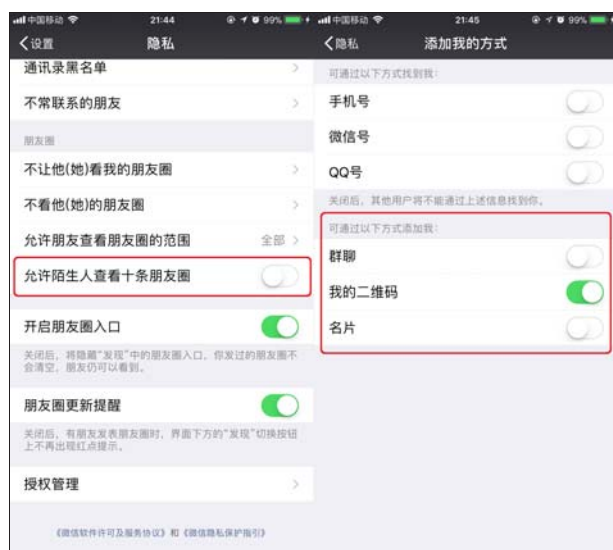 中国移动
21:44
99%
设置
隐私
通讯录黑名单
不常联系的朋友
朋友圈
不让他(她)看我的朋友圈
不看他(她)的朋友圈
允许朋友查看朋友圈的范围
全部
允许陌生人查看十条朋友圈
开启朋友圈入口
关闭后，将隐藏“发现”中的朋友圈入口，你发过的朋友圈不
会清空，朋友仍可以看到。
朋友圈更新提醒
关闭后，有朋友发表朋友圈时，界面下方的“发现”切换按钮
上不再出现红点提示。
授权管理
《微信软件许可及服务协议》和《微信隐私保护指引》
中国移动
21:45
99%
隐私
添加我的方式
可通过以下方式找到我：
手机号
微信号
QQ号
关闭后，其他用户将不能通过上述信息找到你。
可通过以下方式添加我：
群聊
我的二维码
名片